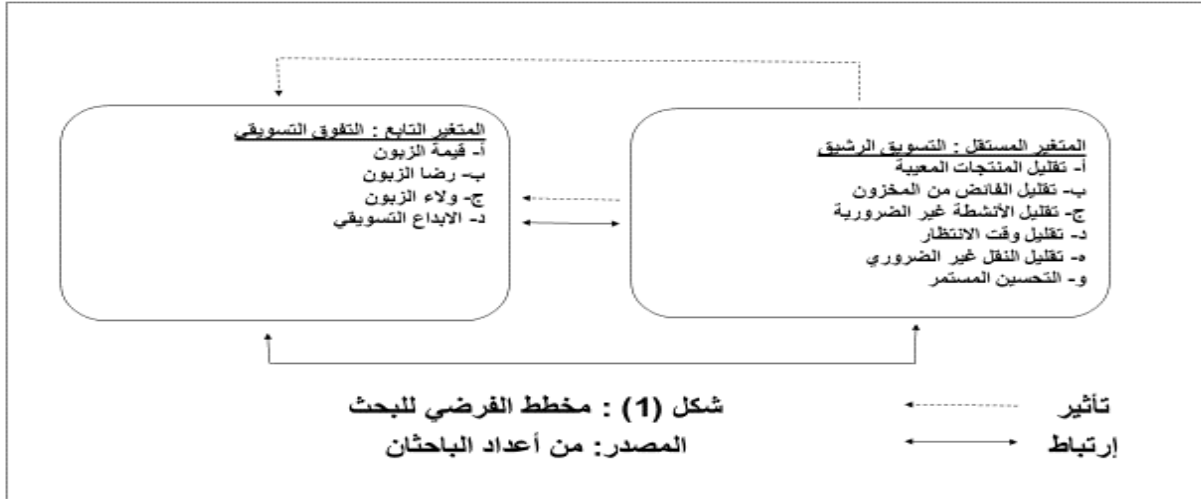 المتغير المستقل : التسويق الرشيق
أ- تقليل المنتجات المعيبة
ب- تقليل الفائض من المخزون
ج- تقليل الأنشطة غير الضرورية
د- تقليل وقت الانتظار
ه- تقليل النقل غير الضروري
و- التحسين المستمر
المتغير التابع : التفوق التسويقي
أ- قيمة الزبون
ب- رضا الزبون
ج- ولاء الزبون
د- الابداع التسويقي
تأثير
إرتباط
شكل (1) : مخطط الفرضي للبحث
المصدر: من أعداد الباحثان